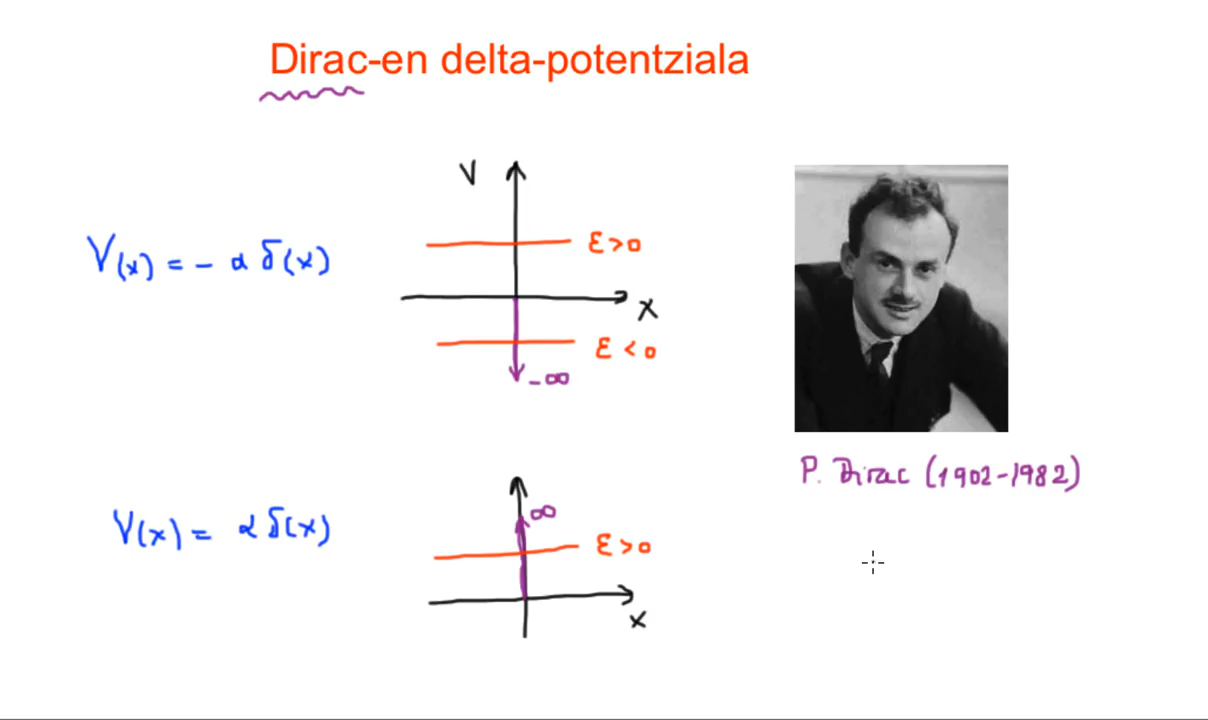 Dirac-en delta-potentziala
V
V(x) = - α δ(x)
E>0
x
E<0
-∞
P. Dirac (1902-1982)
∞
V(x) = α δ(x)
E>0
x